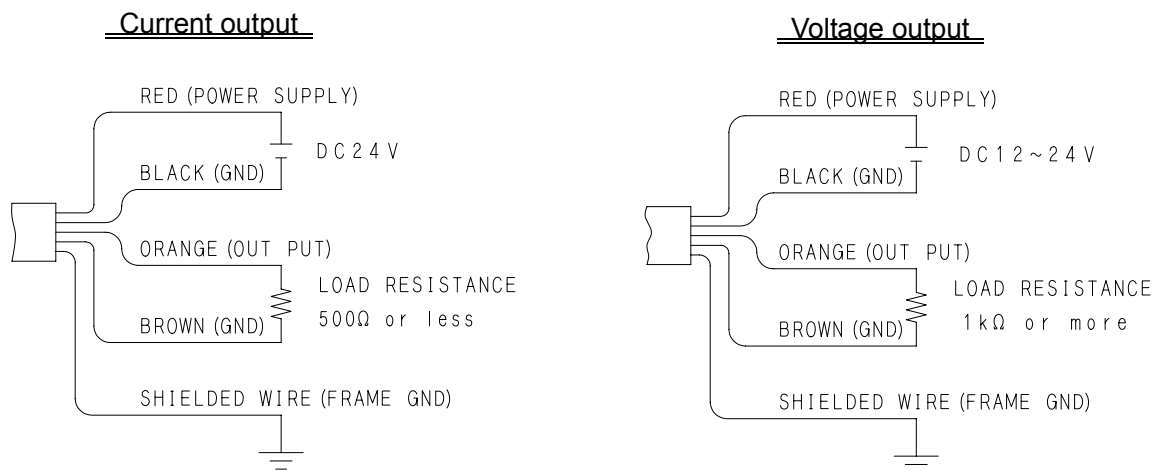 Current output
RED (POWER SUPPLY)
DC24V
BLACK (GND)
ORANGE (OUT PUT)
LOAD RESISTANCE
500Ω or less
BROWN (GND)
SHIELDED WIRE (FRAME GND)
Voltage output
RED (POWER SUPPLY)
DC12~24V
BLACK (GND)
ORANGE (OUT PUT)
LOAD RESISTANCE
1kΩ or more
BROWN (GND)
SHIELDED WIRE (FRAME GND)